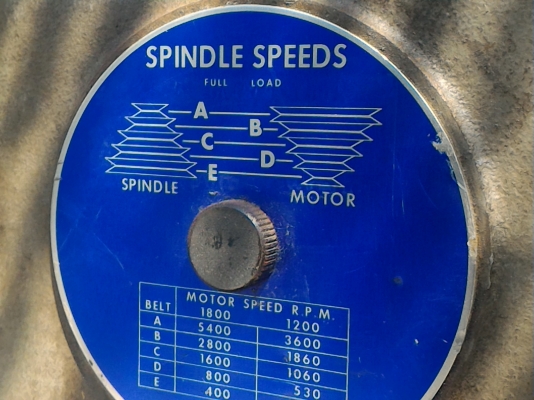 SPINDLE SPEEDS
FULL LOAD
A
B
C
D
E
SPINDLE
MOTOR
MOTOR SPEED R.P.M.
BELT 1800 1200
A 5400 3600
B 2800 1860
C 1600 1060
D 800 530
E 400